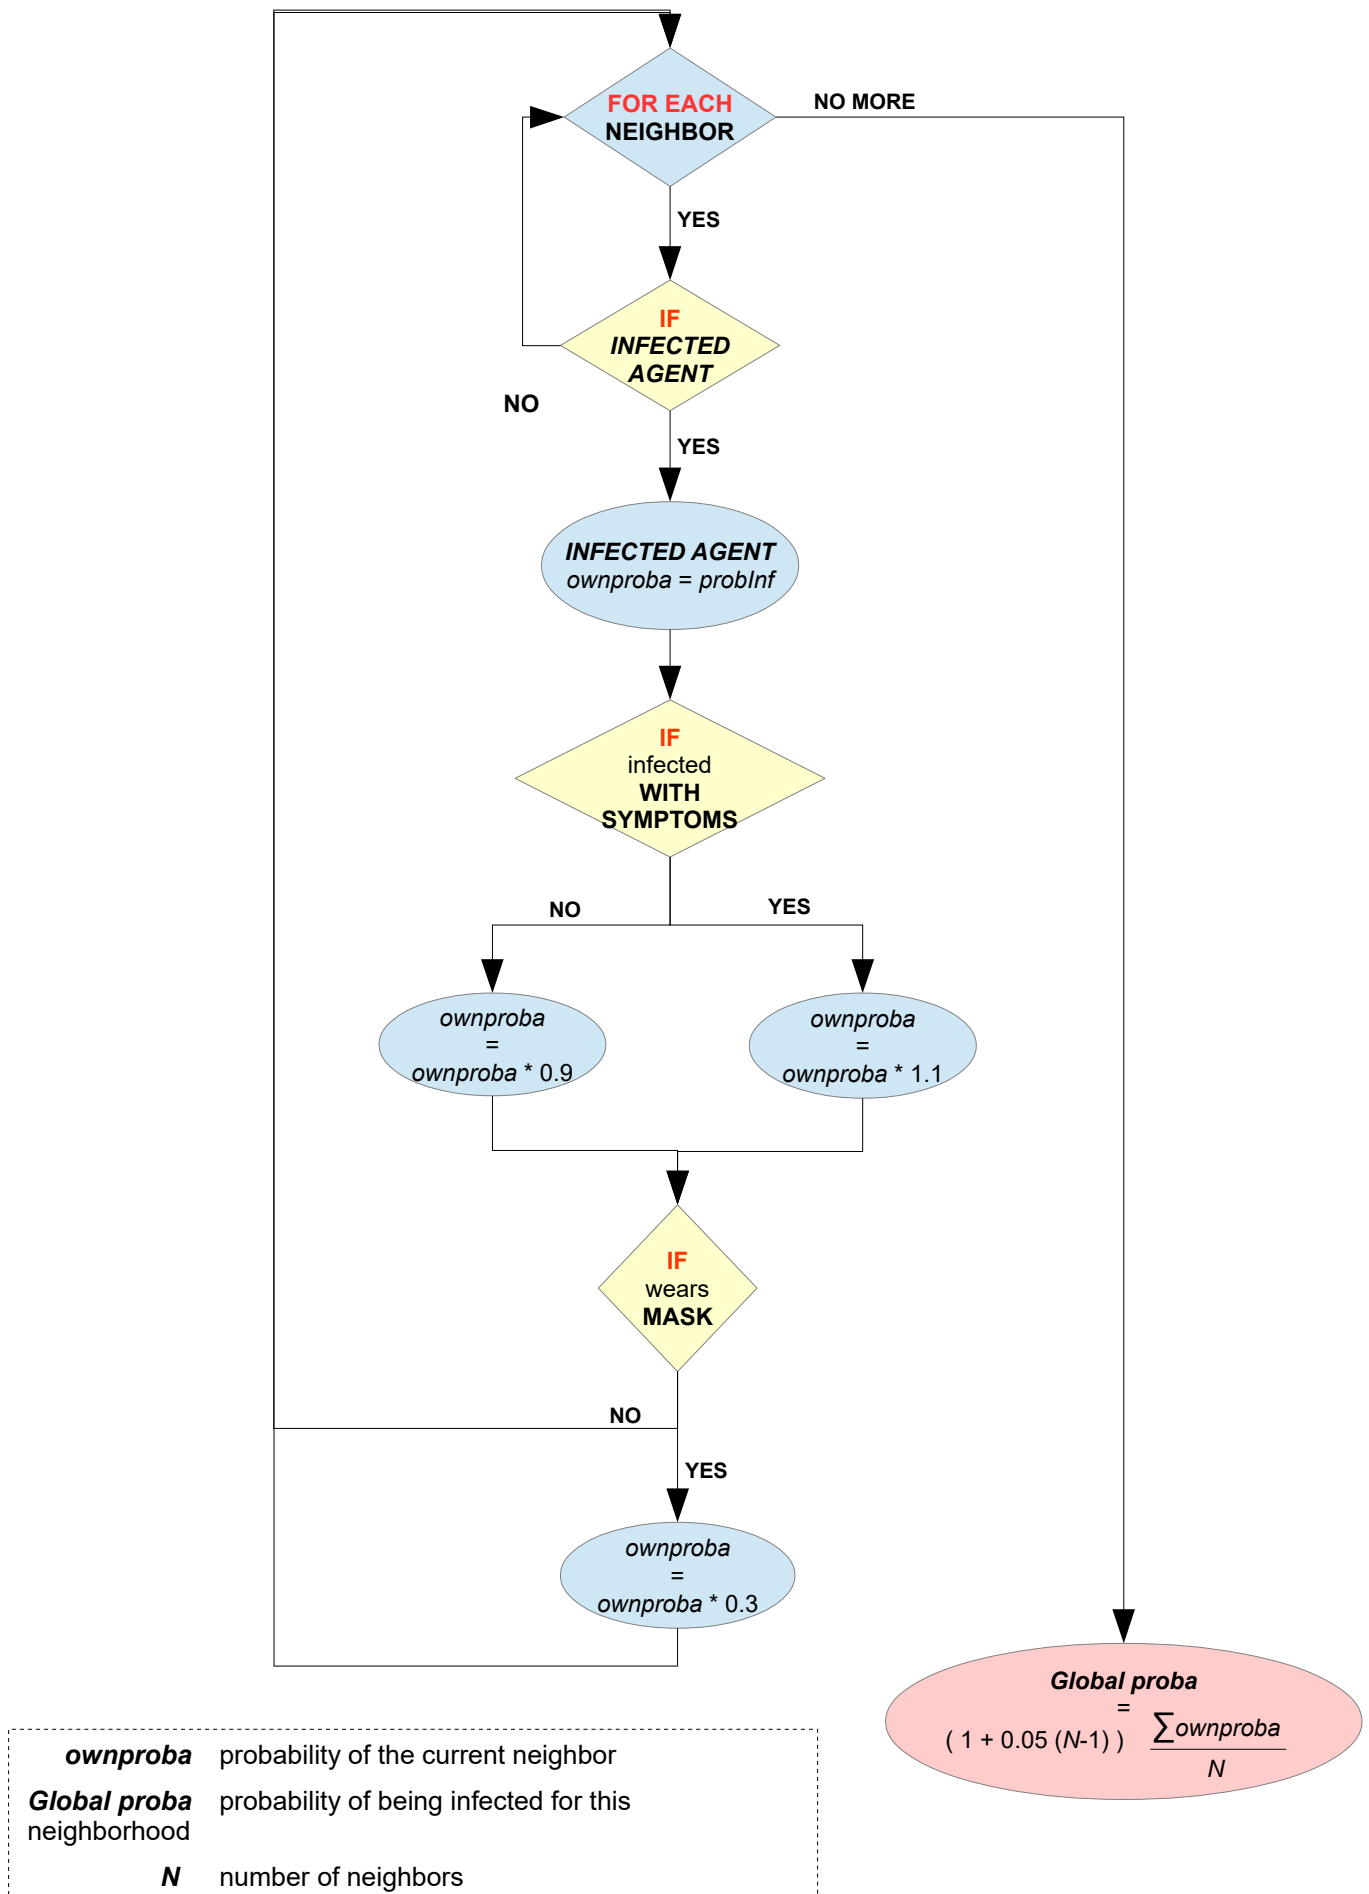 FOR EACH
NEIGHBOR
NO MORE
YES
IF
INFECTED
AGENT
NO
YES
INFECTED AGENT
ownproba = probInf
IF
infected
WITH
SYMPTOMS
NO
YES
ownproba
=
ownproba * 0.9
ownproba
=
ownproba * 1.1
IF
wears
MASK
NO
YES
ownproba
=
ownproba * 0.3
Global proba
=
( 1 + 0.05 (N-1) ) ∑ownproba
N
ownproba probability of the current neighbor
Global proba probability of being infected for this
neighborhood
N number of neighbors